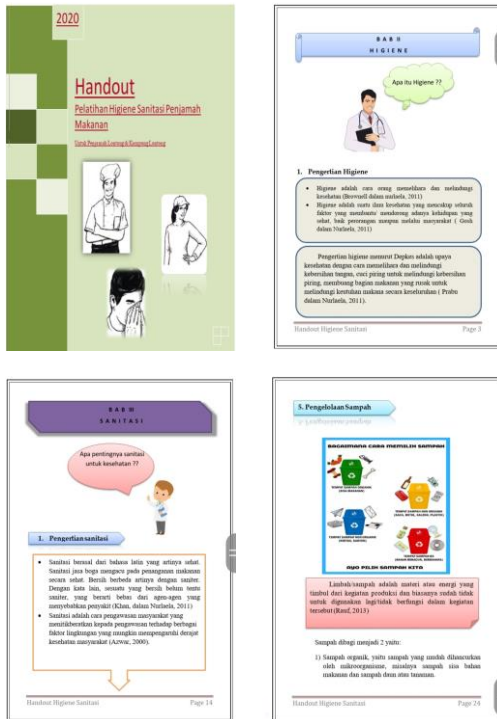 2020
Handout
Pelatihan Higiene Sanitasi Penjamah
Makanan
BAB II
HIGIENE
Apa itu Higiene ??
1. Pengertian Higiene
• Higiene adalah cara orang memelihara dan melindungi
kesehatan (Brownell dalam nurlaela, 2011)
• Higiene adalah suatu ilmu kesehatan yang mencakup seluruh
faktor yang membantu/ mendorong adanya kehidupan yang
sehat, baik perorangan maupun melalui masyarakat ( Gosh
dalam Nurlaela, 2011)
Pengertian higiene menurut Depkes adalah upaya
kesehatan dengan cara memelihara dan melindungi
kebersihan tangan, cuci piring untuk melindungi kebersihan
piring, membuang bagian makanan yang rusak untuk
melindungi keutuhan makana secara keseluruhan ( Prabu
dalam Nurlaela, 2011).
Handout Higiene Sanitasi Page 3
BAB III
SANITASI
Apa pentingnya sanitasi
untuk kesehatan ??
1. Pengertian sanitasi
• Sanitasi berasal dari bahasa latin yang artinya sehat.
Sanitasi juga bogа mengacu pada penanganan makanan
secara sehat. Bersih berbeda artinya dengan saniter.
Dengan kata lain, sesuatu yang bersih belum tentu
saniter, yang berarti bebas dari agen-agen yang
menyebabkan penyakit (Khan, dalam Nurlaela, 2011)
• Sanitasi adalah cara pengawasan masyarakat yang
menitikberatkan kepada pengawasan terhadap berbagai
faktor lingkungan yang mungkin mempengaruhi derajat
kesehatan masyarakat (Azwar, 2000).
Handout Higiene Sanitasi Page 14
5. Pengelolaan Sampah
BAGAIMANA CARA MEMILIH SAMPAH
AYO PILIH SAMPAH KITA
Limbah/sampah adalah materi atau energi yang
timbul dari kegiatan produksi dan biasanya sudah tidak
untuk digunakan lagi/tidak berfungsi dalam kegiatan
tersebut (Rauf, 2013)
Sampah dibagi menjadi 2 yaitu:
1) Sampah organik, yaitu sampah yang mudah dihancurkan
oleh mikroorganisme, misalnya sampah sisa bahan
makanan dan sampah daun atau tanaman.
Handout Higiene Sanitasi Page 24